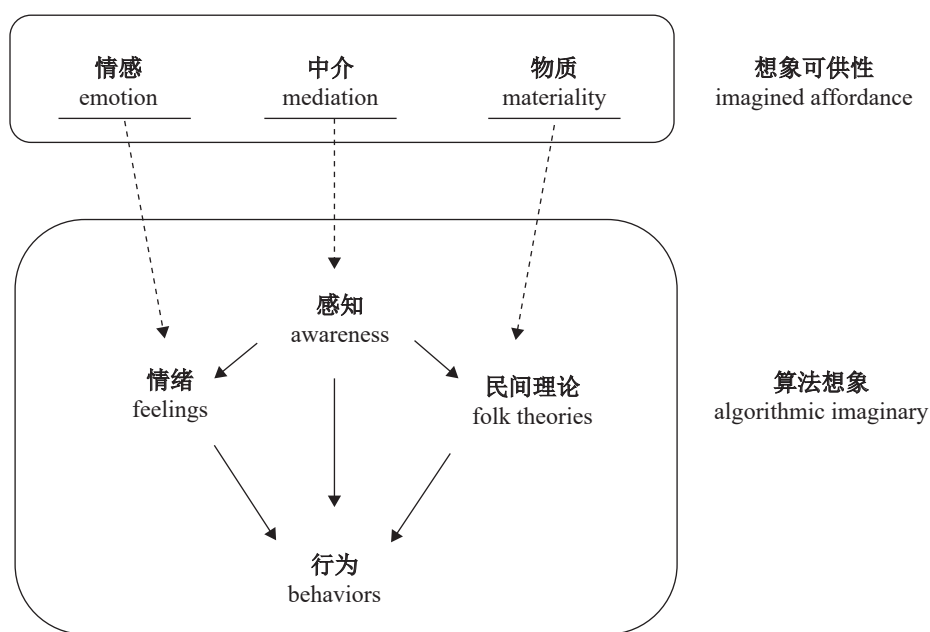 情感 中介 物质 想象可供性
emotion mediation materiality imagined affordance
感知
awareness
情绪 民间理论 算法想象
feelings folk theories algorithmic imaginary
行为
behaviors